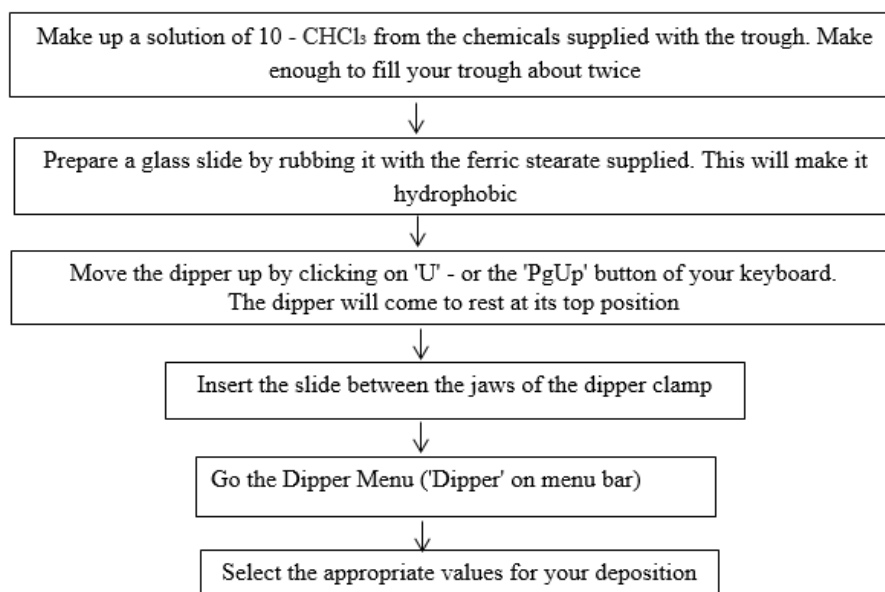 Make up a solution of 10 - CHCl₃ from the chemicals supplied with the trough. Make
enough to fill your trough about twice
Prepare a glass slide by rubbing it with the ferric stearate supplied. This will make it
hydrophobic
Move the dipper up by clicking on 'U' - or the 'PgUp' button of your keyboard.
The dipper will come to rest at its top position
Insert the slide between the jaws of the dipper clamp
Go the Dipper Menu ('Dipper' on menu bar)
Select the appropriate values for your deposition